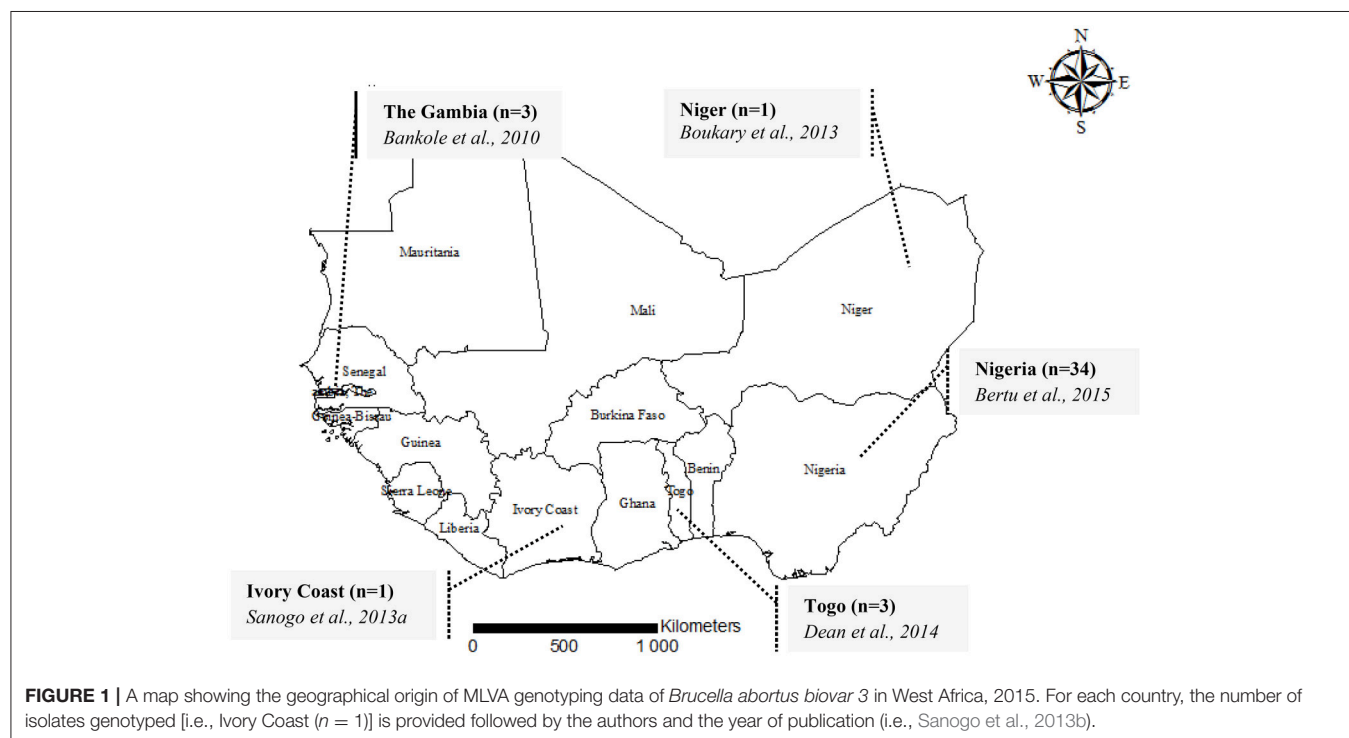 N
W
E
S
The Gambia (n=3)
Bankole et al., 2010
Niger (n=1)
Boukary et al., 2013
Mauritania
Mali
Niger
Senegal
The
Guinea-Bissau
Guinea
Sierra Leone
Liberia
Ivory Coast
Burkina Faso
Ghana
Togo
Benin
Nigeria
Nigeria (n=34)
Bertu et al., 2015
Ivory Coast (n=1)
Sanogo et al., 2013a
Togo (n=3)
Dean et al., 2014
Kilometers
0 500 1 000
FIGURE 1 | A map showing the geographical origin of MLVA genotyping data of Brucella abortus biovar 3 in West Africa, 2015. For each country, the number of
isolates genotyped [i.e., Ivory Coast (n = 1)] is provided followed by the authors and the year of publication (i.e., Sanogo et al., 2013b).